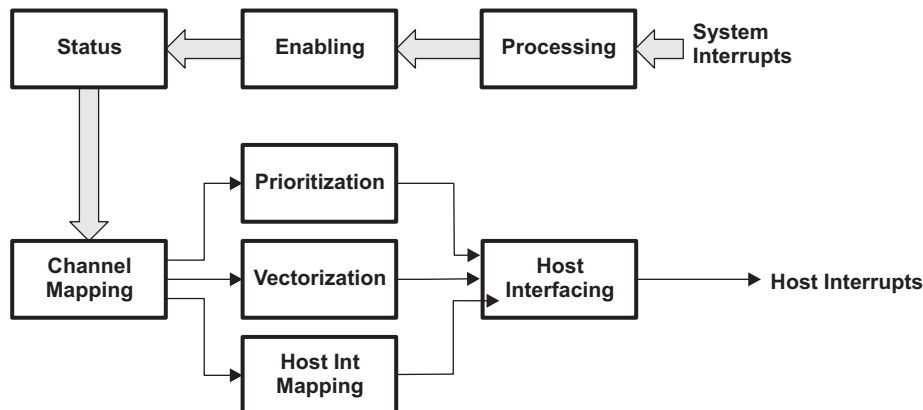 Status
Enabling
Processing
System
Interrupts
Prioritization
Channel
Mapping
Vectorization
Host
Interfacing
Host Interrupts
Host Int
Mapping